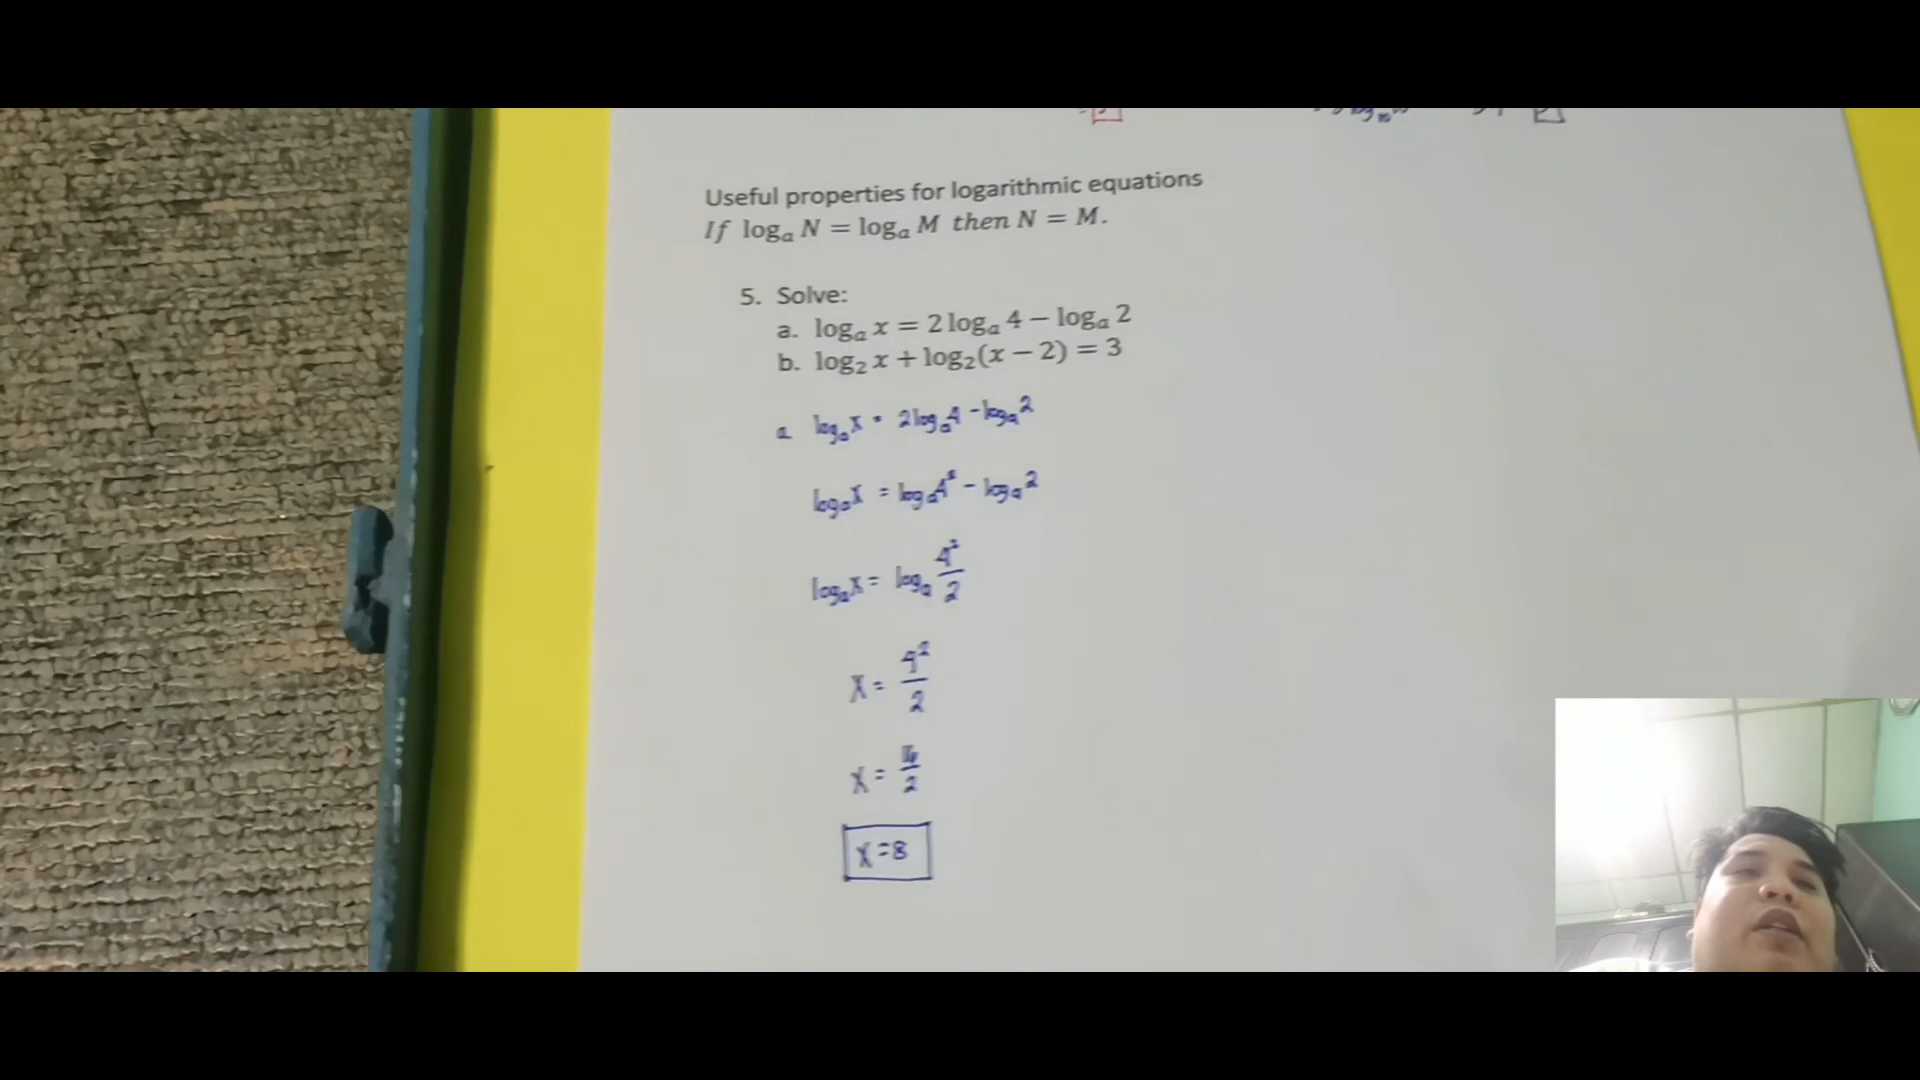 Useful properties for logarithmic equations
If logₐ N = logₐ M then N = M.
5. Solve:
a. logₐ x = 2 logₐ 4 − logₐ 2
b. log₂ x + log₂(x − 2) = 3
a logₐ x = 2 logₐ 4 - logₐ 2
logₐ x = logₐ 4² - logₐ 2
logₐ x = logₐ 4²/2
x = 4²/2
x = 16/2
x = 8